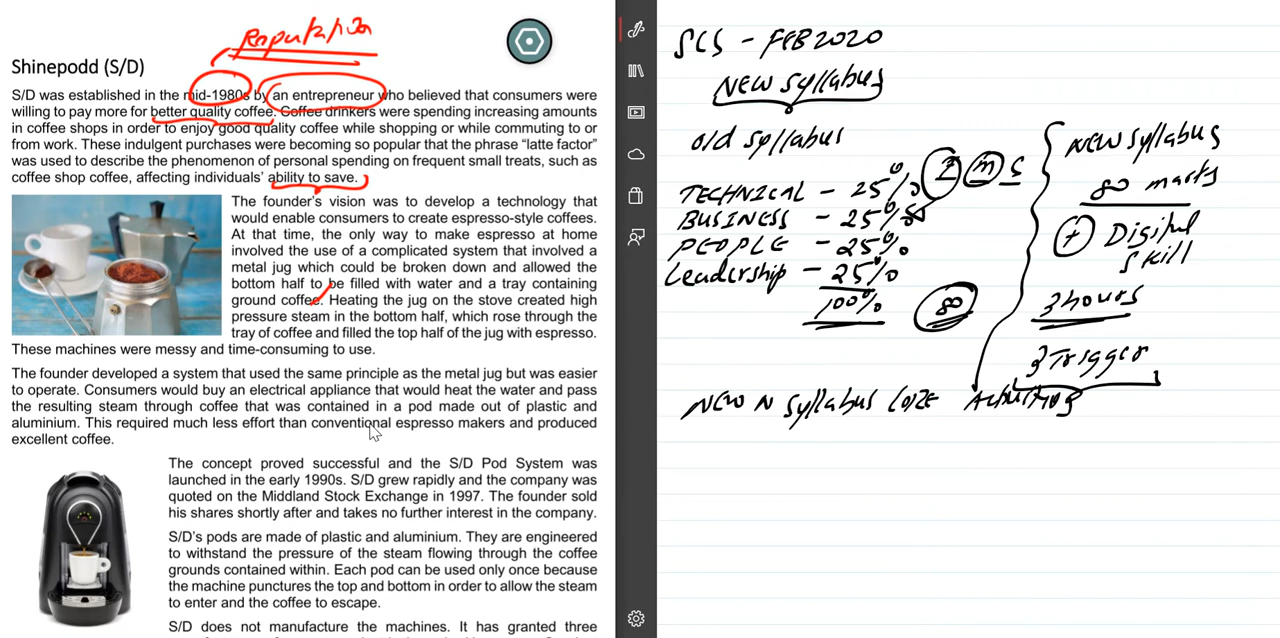 Reputation
Shinepodd (S/D)
S/D was established in the mid-1980s by an entrepreneur who believed that consumers were
willing to pay more for better quality coffee. Coffee drinkers were spending increasing amounts
in coffee shops in order to enjoy good quality coffee while shopping or while commuting to or
from work. These indulgent purchases were becoming so popular that the phrase “latte factor”
was used to describe the phenomenon of personal spending on frequent small treats, such as
coffee shop coffee, affecting individuals’ ability to save.
The founder’s vision was to develop a technology that
would enable consumers to create espresso-style coffees.
At that time, the only way to make espresso at home
involved the use of a complicated system that involved a
metal jug which could be broken down and allowed the
bottom half to be filled with water and a tray containing
ground coffee. Heating the jug on the stove created high
pressure steam in the bottom half, which rose through the
tray of coffee and filled the top half of the jug with espresso.
These machines were messy and time-consuming to use.
The founder developed a system that used the same principle as the metal jug but was easier
to operate. Consumers would buy an electrical appliance that would heat the water and pass
the resulting steam through coffee that was contained in a pod made out of plastic and
aluminium. This required much less effort than conventional espresso makers and produced
excellent coffee.
The concept proved successful and the S/D Pod System was
launched in the early 1990s. S/D grew rapidly and the company was
quoted on the Middland Stock Exchange in 1997. The founder sold
his shares shortly after and takes no further interest in the company.
S/D’s pods are made of plastic and aluminium. They are engineered
to withstand the pressure of the steam flowing through the coffee
grounds contained within. Each pod can be used only once because
the machine punctures the top and bottom in order to allow the steam
to enter and the coffee to escape.
S/D does not manufacture the machines. It has granted three
SCS - FEB 2020
NEW Syllabus
old syllabus
TECHNICAL - 25%
BUSINESS - 25%
PEOPLE - 25%
Leadership - 25%
100%
E m S
80
NEW Syllabus
80 marks
+ Digital
skill
3 hours
3 Trigger
NEW N Syllabus Core Activities